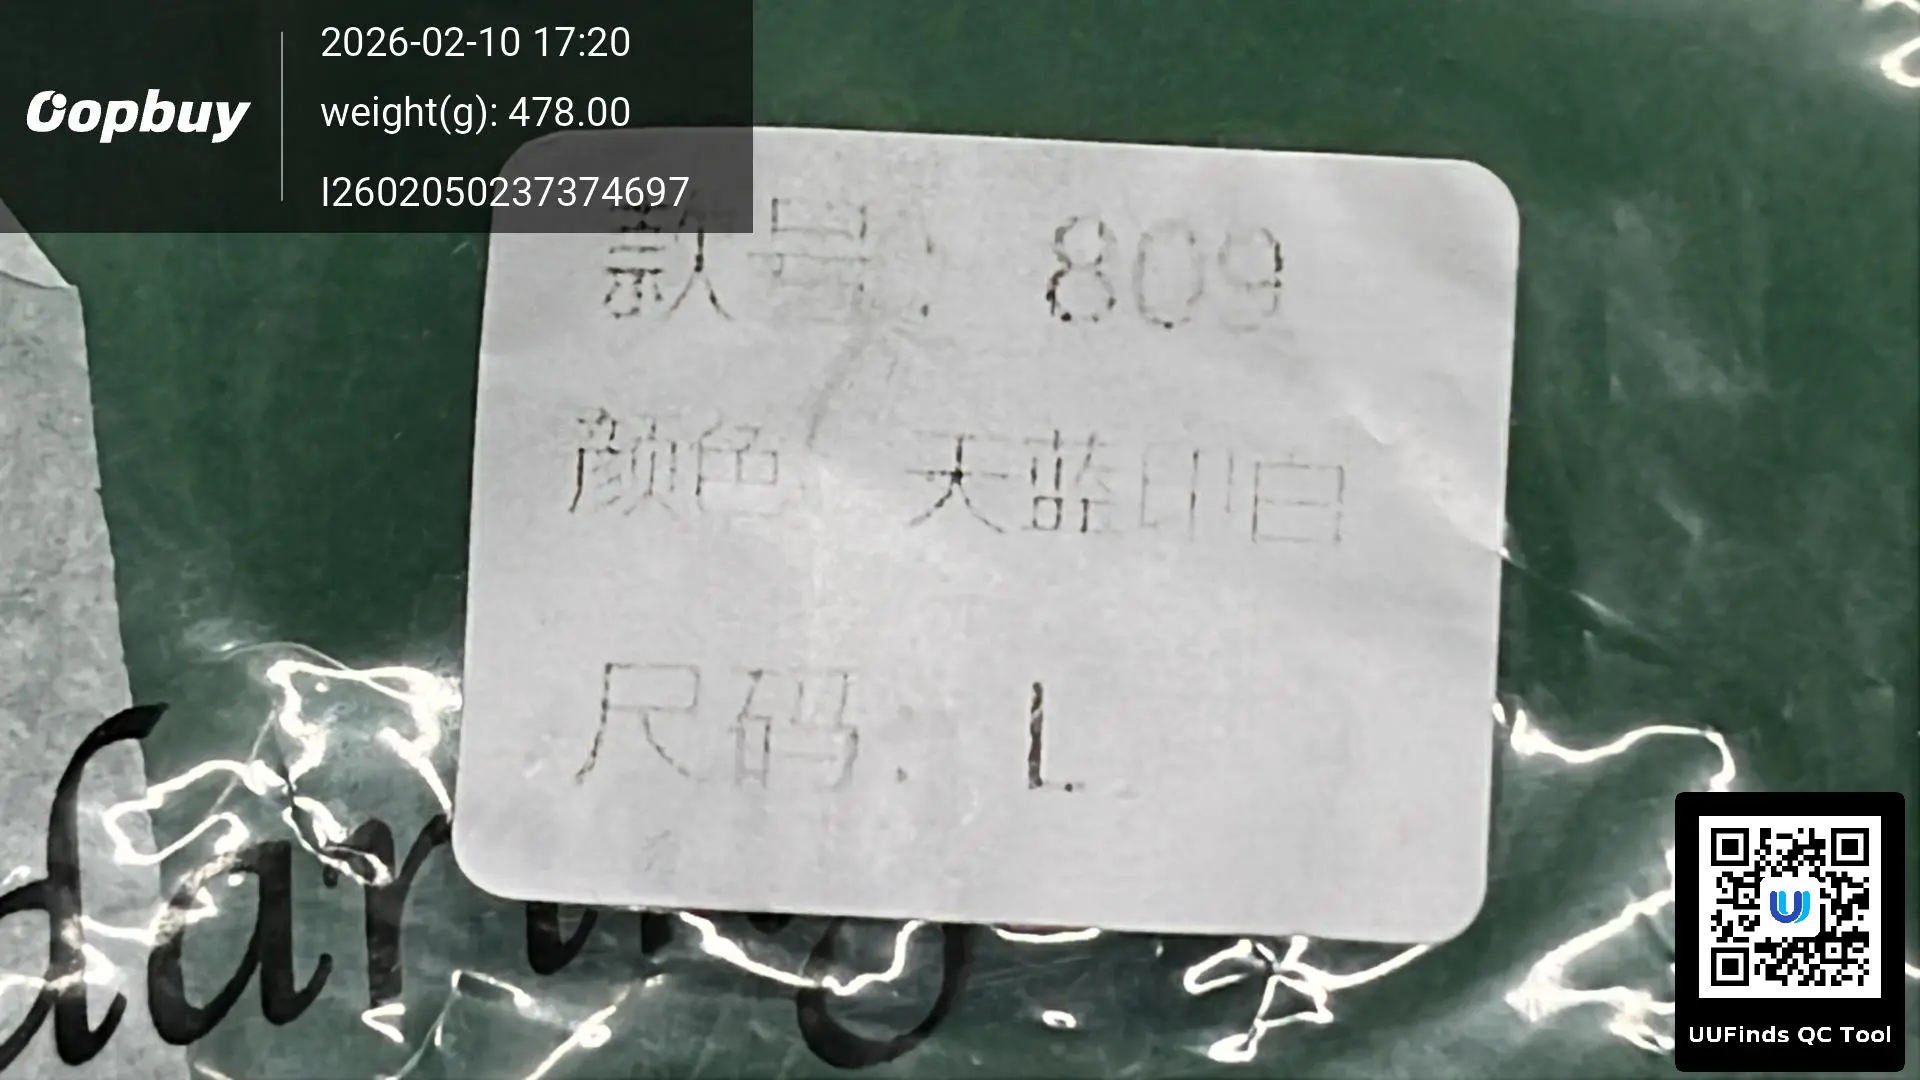 Oopbuy
2026-02-10 17:20
weight(g): 478.00
I2602050237374697
款号: 809
颜色 天蓝印白
尺码: L
UUFinds QC Tool